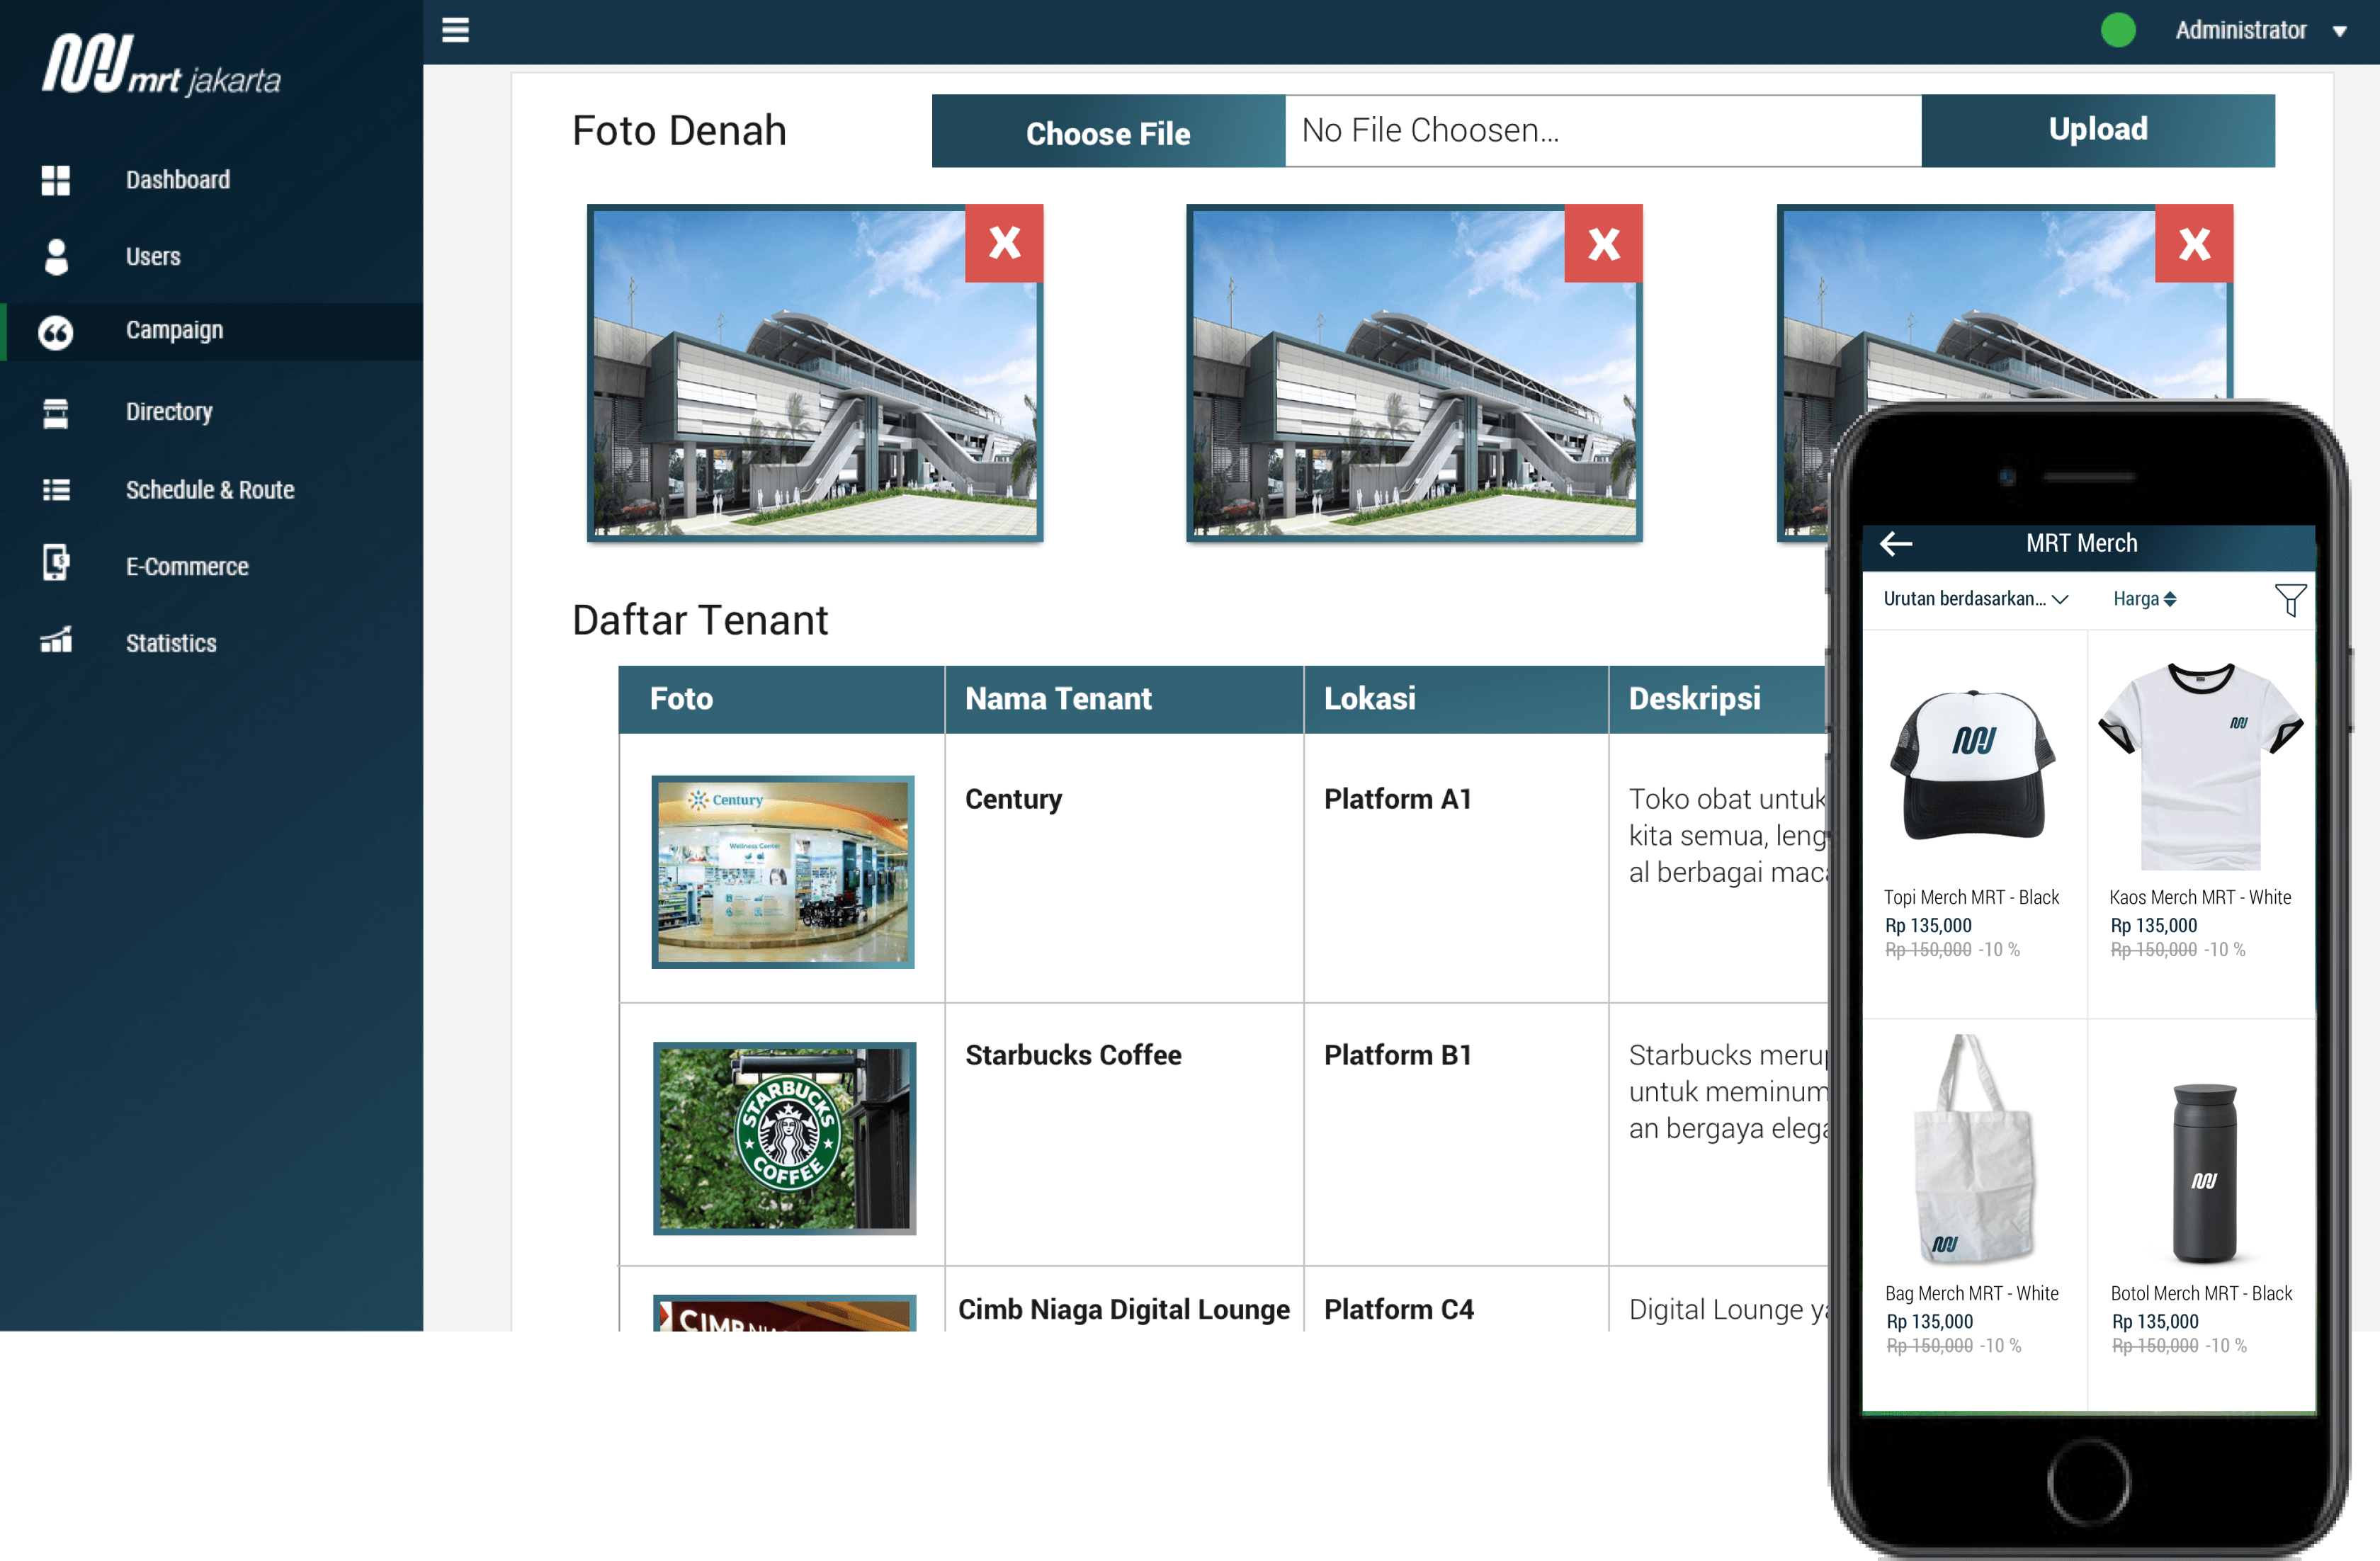 mrt jakarta
Administrator
Dashboard
Users
Campaign
Directory
Schedule & Route
E-Commerce
Statistics
Foto Denah
Choose File
No File Choosen...
Upload
X
X
X
Daftar Tenant
Foto
Nama Tenant
Lokasi
Deskripsi
Century
Wellness Center
Century
Platform A1
Toko obat untuk
kita semua, leng
al berbagai mac
STARBUCKS
COFFEE
Starbucks Coffee
Platform B1
Starbucks meru
untuk meminum
an bergaya eleg
CIMB NIA
Cimb Niaga Digital Lounge
Platform C4
Digital Lounge y
MRT Merch
Urutan berdasarkan...
Harga
Topi Merch MRT - Black
Rp 135,000
Rp 150,000 -10 %
Kaos Merch MRT - White
Rp 135,000
Rp 150,000 -10 %
Bag Merch MRT - White
Rp 135,000
Rp 150,000 -10 %
Botol Merch MRT - Black
Rp 135,000
Rp 150,000 -10 %